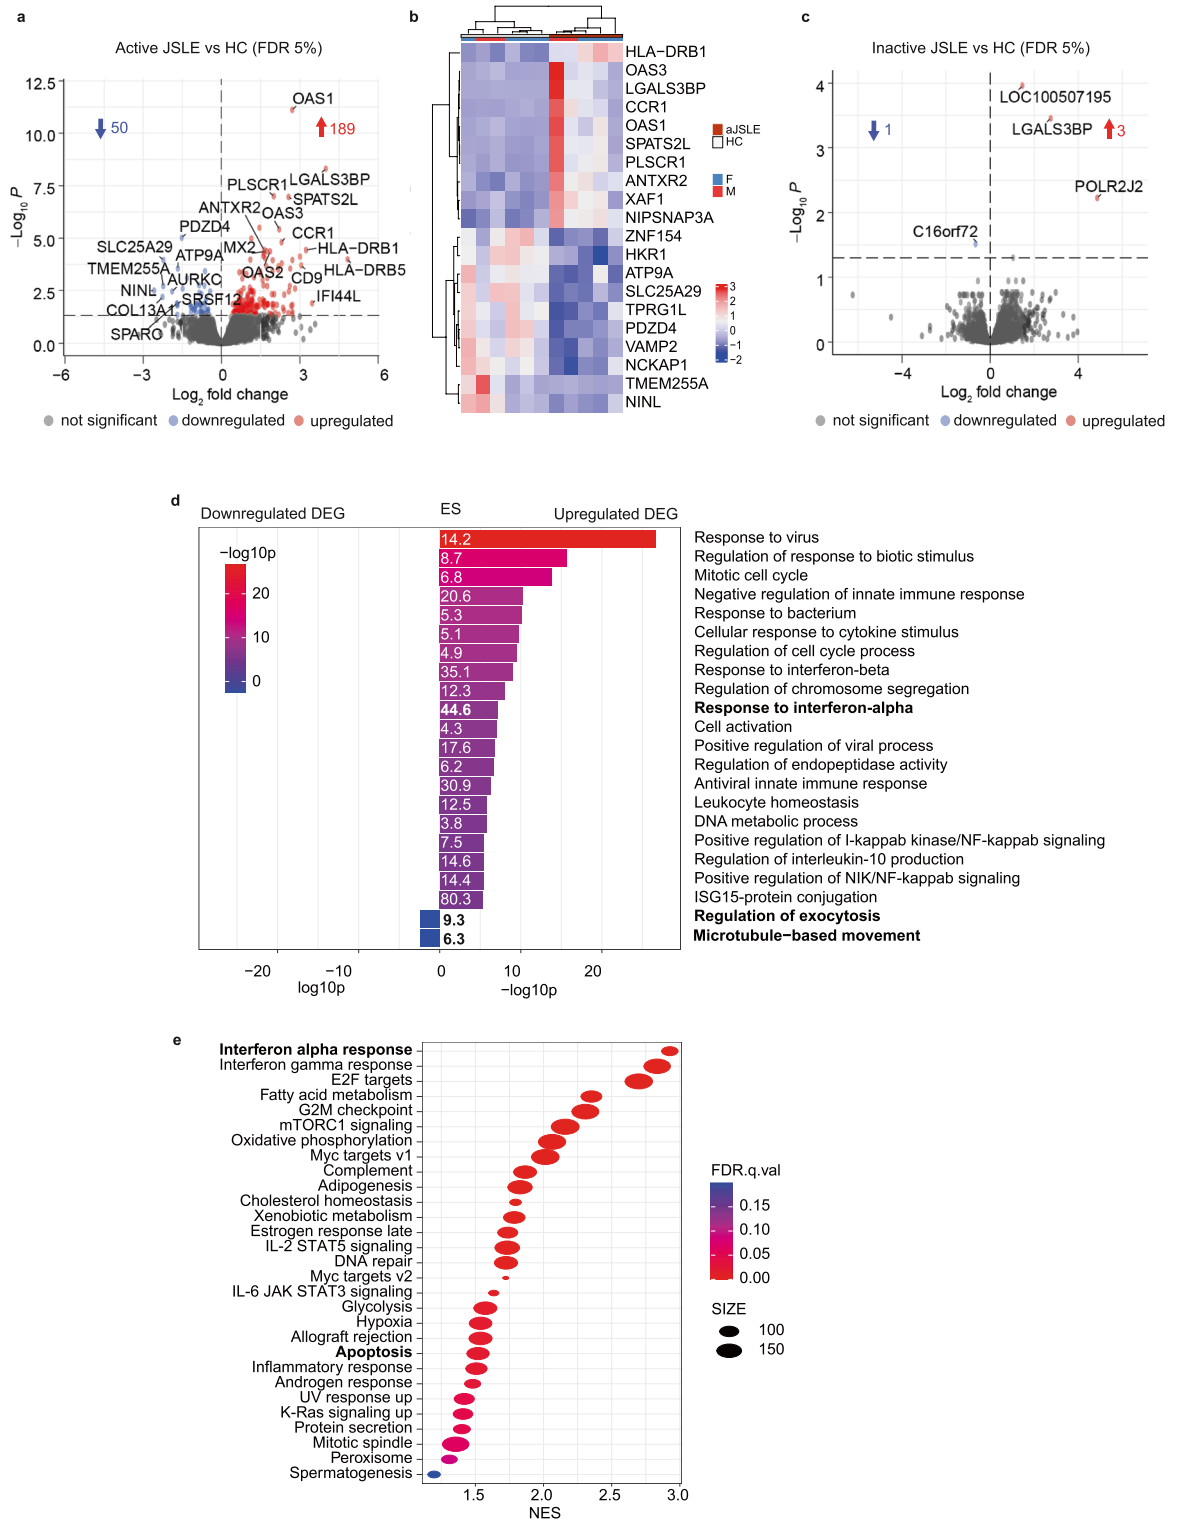 a
Active JSLE vs HC (FDR 5%)
12.5
10.0
7.5
5.0
2.5
0.0
−Log10 P
50
189
OAS1
LGALS3BP
PLSCR1
SPATS2L
ANTXR2
OAS3
PDZD4
CCR1
SLC25A29
MX2
HLA−DRB1
ATP9A
TMEM255A
OAS2
HLA−DRB5
AURKC
CD9
NINL
SRSF12
IFI44L
COL13A1
SPARC
−6
−3
0
3
6
Log2 fold change
not significant
downregulated
upregulated
b
HLA−DRB1
OAS3
LGALS3BP
CCR1
OAS1
SPATS2L
PLSCR1
ANTXR2
XAF1
NIPSNAP3A
ZNF154
HKR1
ATP9A
SLC25A29
TPRG1L
PDZD4
VAMP2
NCKAP1
TMEM255A
NINL
aJSLE
HC
F
M
3
2
1
0
−1
−2
c
Inactive JSLE vs HC (FDR 5%)
4
3
2
1
0
−Log10 P
1
3
LOC100507195
LGALS3BP
POLR2J2
C16orf72
−4
0
4
Log2 fold change
not significant
downregulated
upregulated
d
Downregulated DEG
ES
Upregulated DEG
−log10p
20
10
0
14.2 Response to virus
8.7 Regulation of response to biotic stimulus
6.8 Mitotic cell cycle
20.6 Negative regulation of innate immune response
5.3 Response to bacterium
5.1 Cellular response to cytokine stimulus
4.9 Regulation of cell cycle process
35.1 Response to interferon-beta
12.3 Regulation of chromosome segregation
44.6 Response to interferon-alpha
4.3 Cell activation
17.6 Positive regulation of viral process
6.2 Regulation of endopeptidase activity
30.9 Antiviral innate immune response
12.5 Leukocyte homeostasis
3.8 DNA metabolic process
7.5 Positive regulation of I-kappab kinase/NF-kappab signaling
14.6 Regulation of interleukin-10 production
14.4 Positive regulation of NIK/NF-kappab signaling
80.3 ISG15-protein conjugation
9.3 Regulation of exocytosis
6.3 Microtubule−based movement
−20
−10
0
10
20
log10p
−log10p
e
Interferon alpha response
Interferon gamma response
E2F targets
Fatty acid metabolism
G2M checkpoint
mTORC1 signaling
Oxidative phosphorylation
Myc targets v1
Complement
Adipogenesis
Cholesterol homeostasis
Xenobiotic metabolism
Estrogen response late
IL-2 STAT5 signaling
DNA repair
Myc targets v2
IL-6 JAK STAT3 signaling
Glycolysis
Hypoxia
Allograft rejection
Apoptosis
Inflammatory response
Androgen response
UV response up
K-Ras signaling up
Protein secretion
Mitotic spindle
Peroxisome
Spermatogenesis
1.5
2.0
2.5
3.0
NES
FDR.q.val
0.15
0.10
0.05
0.00
SIZE
100
150